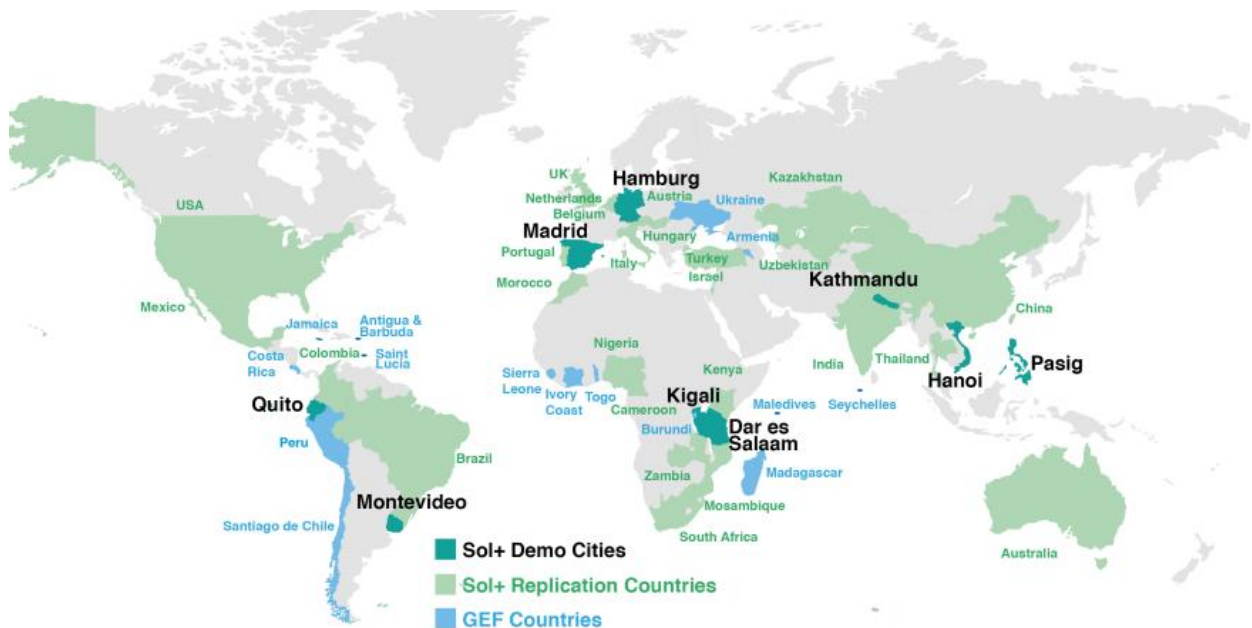 Kazakhstan
UK
Hamburg
Netherlands
Austria
Ukraine
USA
Belgium
Madrid
Hungary
Armenia
Portugal
Italy
Turkey
Uzbekistan
Israel
Kathmandu
Morocco
Mexico
China
Jamaica
Antigua &
Barbuda
Nigeria
Costa
Rica
Colombia
Saint
Lucia
Sierra
Leone
Ivory
Coast
Togo
Kenya
India
Thailand
Pasig
Hanoi
Quito
Cameroon
Kigali
Maledives
Seychelles
Burundi
Dar es
Salaam
Peru
Brazil
Zambia
Madagascar
Montevideo
Mosambique
Santiago de Chile
South Africa
Australia
Sol+ Demo Cities
Sol+ Replication Countries
GEF Countries